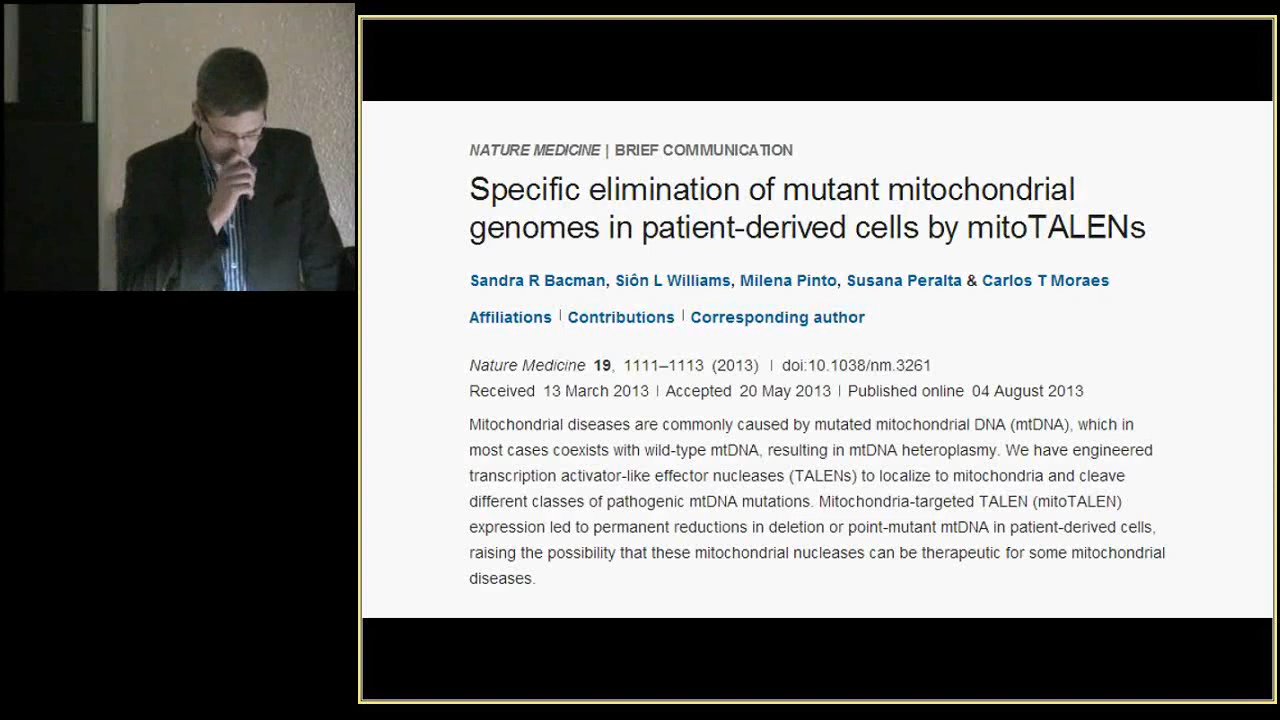 NATURE MEDICINE | BRIEF COMMUNICATION
Specific elimination of mutant mitochondrial
genomes in patient-derived cells by mitoTALENs
Sandra R Bacman, Siôn L Williams, Milena Pinto, Susana Peralta & Carlos T Moraes
Affiliations | Contributions | Corresponding author
Nature Medicine 19, 1111–1113 (2013) | doi:10.1038/nm.3261
Received 13 March 2013 | Accepted 20 May 2013 | Published online 04 August 2013
Mitochondrial diseases are commonly caused by mutated mitochondrial DNA (mtDNA), which in
most cases coexists with wild-type mtDNA, resulting in mtDNA heteroplasmy. We have engineered
transcription activator-like effector nucleases (TALENs) to localize to mitochondria and cleave
different classes of pathogenic mtDNA mutations. Mitochondria-targeted TALEN (mitoTALEN)
expression led to permanent reductions in deletion or point-mutant mtDNA in patient-derived cells,
raising the possibility that these mitochondrial nucleases can be therapeutic for some mitochondrial
diseases.